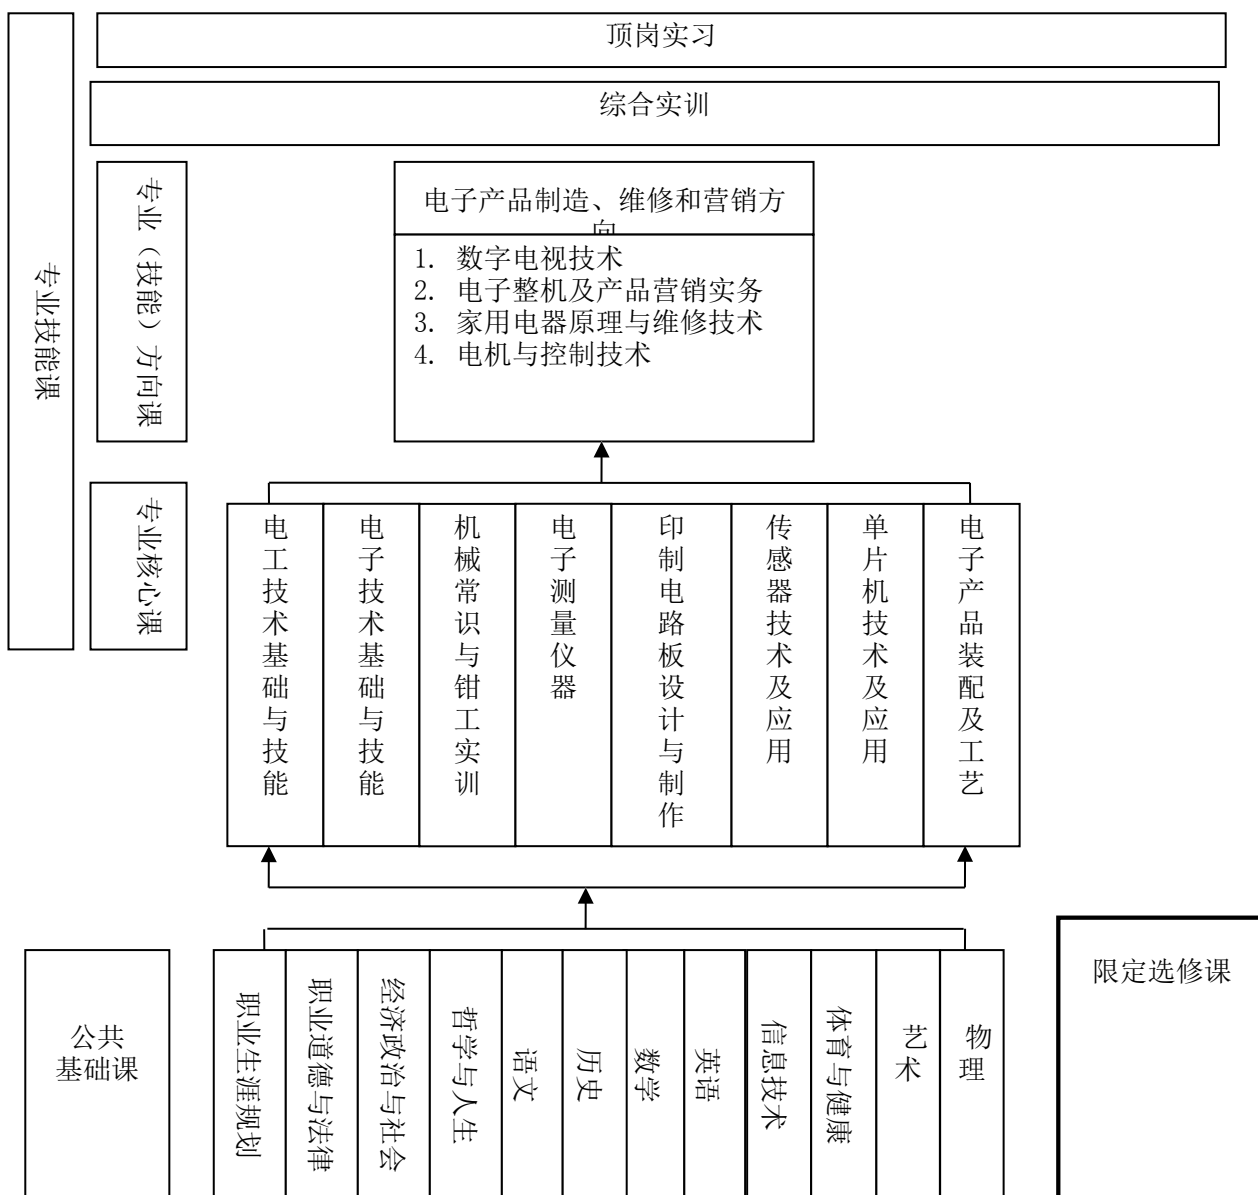 顶岗实习
综合实训
专业技能课
专业（技能）方向课
电子产品制造、维修和营销方
向
1. 数字电视技术
2. 电子整机及产品营销实务
3. 家用电器原理与维修技术
4. 电机与控制技术
专业核心课
电工技术基础与技能
电子技术基础与技能
机械常识与钳工实训
电子测量仪器
印制电路板设计与制作
传感器技术及应用
单片机技术及应用
电子产品装配及工艺
公共
基础课
职业生涯规划
职业道德与法律
经济政治与社会
哲学与人生
语文
历史
数学
英语
信息技术
体育与健康
艺术
物理
限定选修课